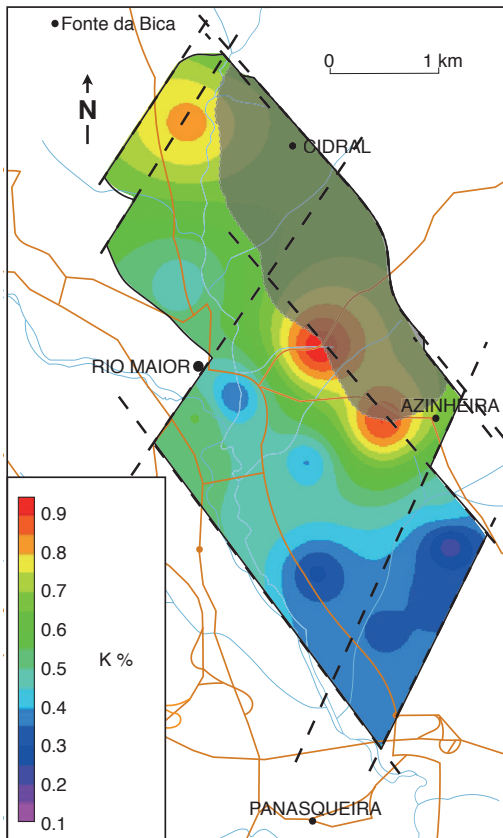 Fonte da Bica
0 1 km
N
CIDRAL
RIO MAIOR
AZINHEIRA
0.9
0.8
0.7
0.6
K %
0.5
0.4
0.3
0.2
0.1
PANASQUEIRA